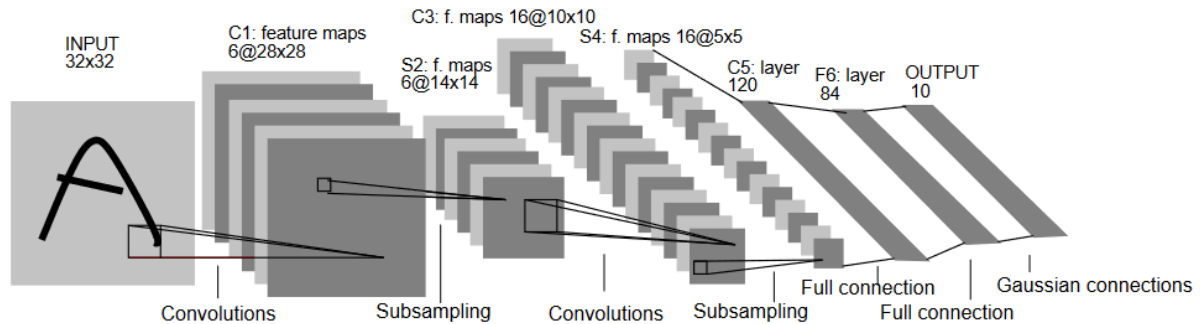 INPUT
32x32
C1: feature maps
6@28x28
S2: f. maps
6@14x14
C3: f. maps 16@10x10
S4: f. maps 16@5x5
C5: layer
120
F6: layer
84
OUTPUT
10
Convolutions
Subsampling
Convolutions
Subsampling
Full connection
Full connection
Gaussian connections
A